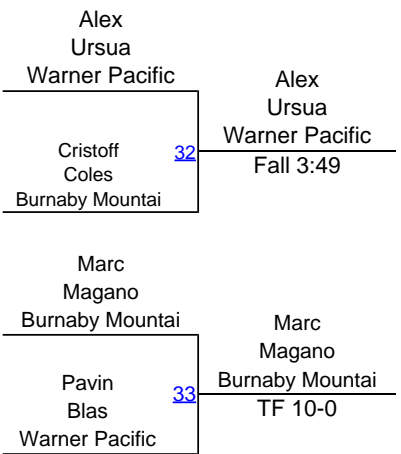 Alex
Ursua
Warner Pacific
Cristoff
Coles
Burnaby Mountai
32
Alex
Ursua
Warner Pacific
Fall 3:49
Marc
Magano
Burnaby Mountai
Pavin
Blas
Warner Pacific
33
Marc
Magano
Burnaby Mountai
TF 10-0